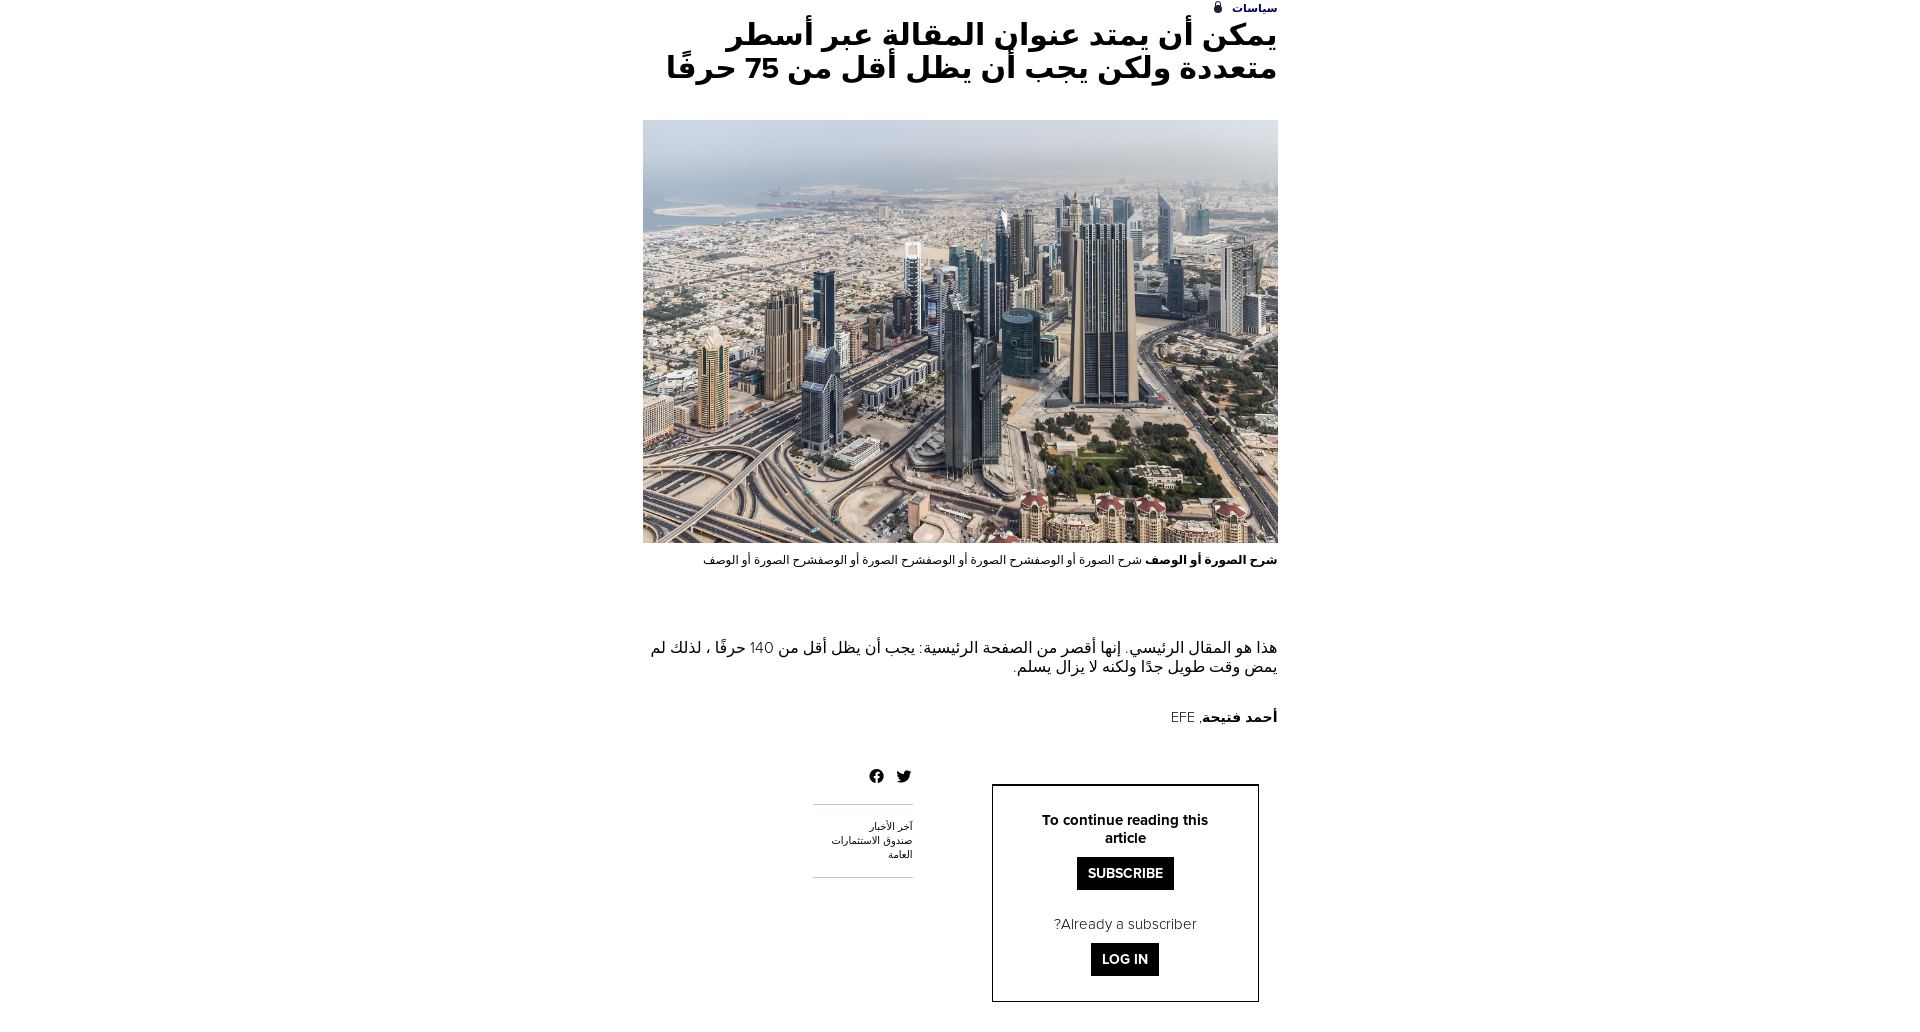 سياسات
يمكن أن يمتد عنوان المقالة عبر أسطر
متعددة ولكن يجب أن يظل أقل من 75 حرفًا
شرح الصورة أو الوصف شرح الصورة أو الوصفشرح الصورة أو الوصفشرح الصورة أو الوصفشرح الصورة أو الوصف
هذا هو المقال الرئيسي. إنها أقصر من الصفحة الرئيسية: يجب أن يظل أقل من 140 حرفًا ، لذلك لم
يمض وقت طويل جدًا ولكنه لا يزال يسلم.
أحمد فتيحة, EFE
To continue reading this
article
SUBSCRIBE
?Already a subscriber
LOG IN
آخر الأخبار
صندوق الاستثمارات
العامة